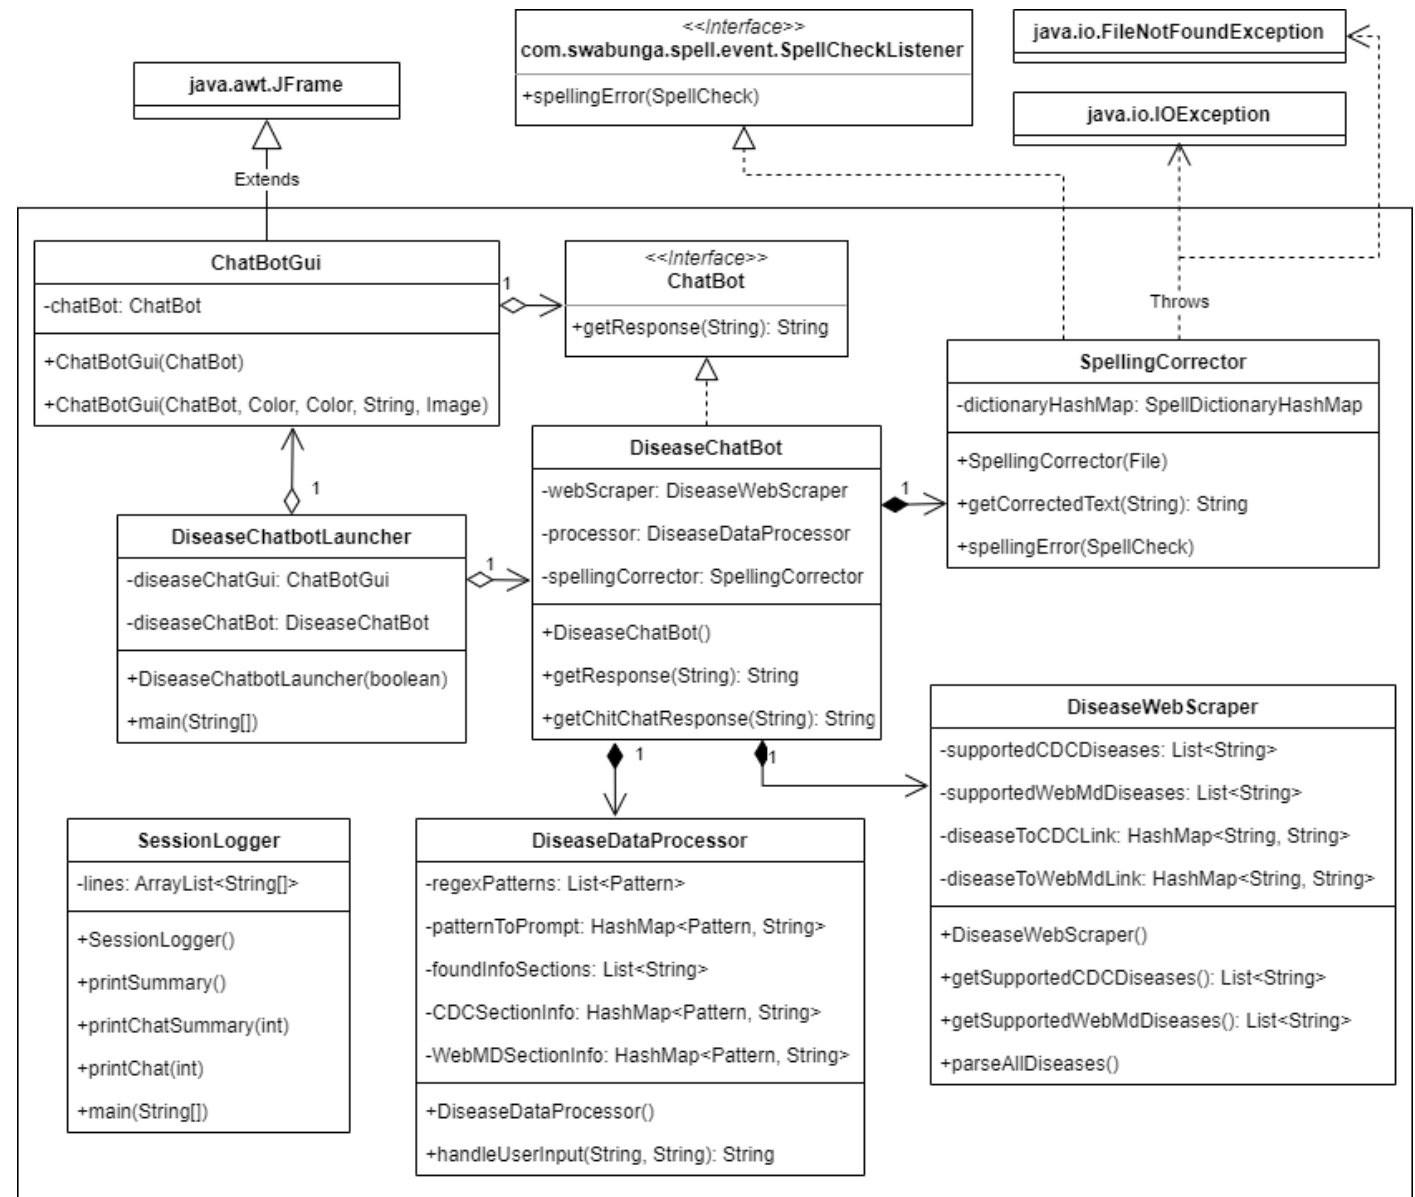 <<Interface>>
com.swabunga.spell.event.SpellCheckListener
+spellingError(SpellCheck)
java.io.FileNotFoundException
java.awt.JFrame
java.io.IOException
Extends
Throws
ChatBotGui
-chatBot: ChatBot
+ChatBotGui(ChatBot)
+ChatBotGui(ChatBot, Color, Color, String, Image)
1
<<Interface>>
ChatBot
+getResponse(String): String
SpellingCorrector
-dictionaryHashMap: SpellDictionaryHashMap
+SpellingCorrector(File)
+getCorrectedText(String): String
+spellingError(SpellCheck)
1
DiseaseChatbotLauncher
-diseaseChatGui: ChatBotGui
-diseaseChatBot: DiseaseChatBot
+DiseaseChatbotLauncher(boolean)
+main(String[])
1
DiseaseChatBot
-webScraper: DiseaseWebScraper
-processor: DiseaseDataProcessor
-spellingCorrector: SpellingCorrector
+DiseaseChatBot()
+getResponse(String): String
+getChitChatResponse(String): String
1
1
1
DiseaseWebScraper
-supportedCDCDiseases: List<String>
-supportedWebMdDiseases: List<String>
-diseaseToCDCLink: HashMap<String, String>
-diseaseToWebMdLink: HashMap<String, String>
+DiseaseWebScraper()
+getSupportedCDCDiseases(): List<String>
+getSupportedWebMdDiseases(): List<String>
+parseAllDiseases()
SessionLogger
-lines: ArrayList<String[]>
+SessionLogger()
+printSummary()
+printChatSummary(int)
+printChat(int)
+main(String[])
DiseaseDataProcessor
-regexPatterns: List<Pattern>
-patternToPrompt: HashMap<Pattern, String>
-foundInfoSections: List<String>
-CDCSectionInfo: HashMap<Pattern, String>
-WebMDSectionInfo: HashMap<Pattern, String>
+DiseaseDataProcessor()
+handleUserInput(String, String): String